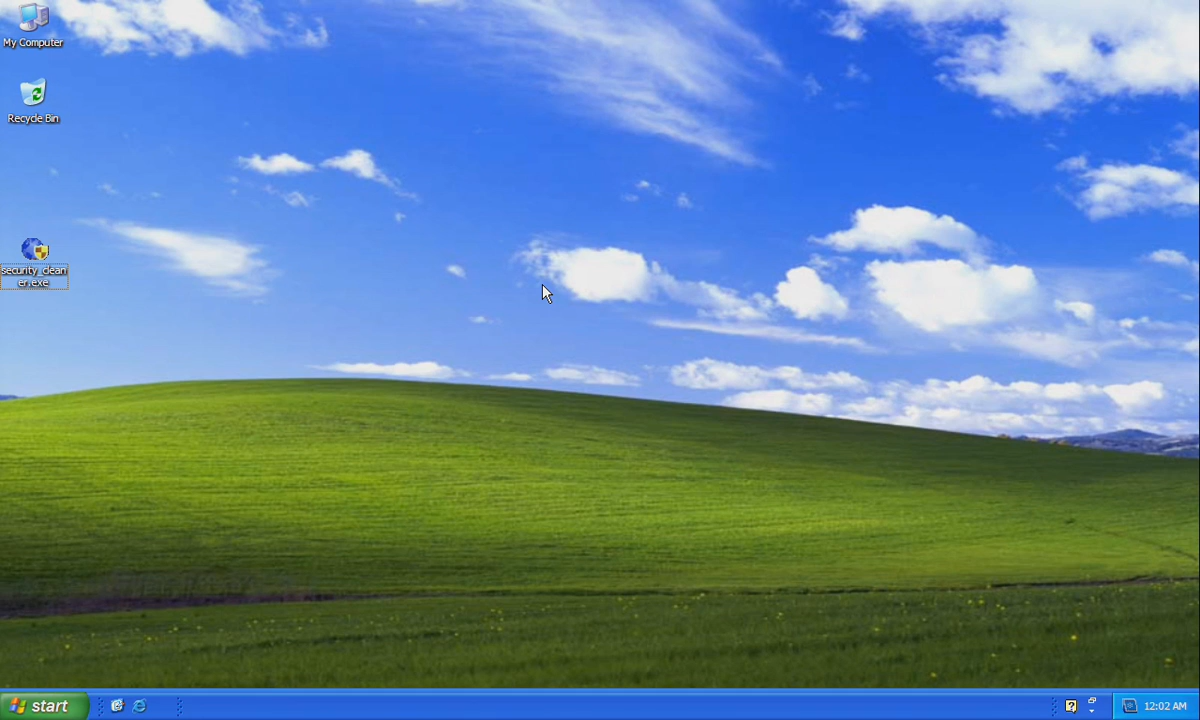 My Computer
Recycle Bin
security_clean
er.exe
start
12:02 AM